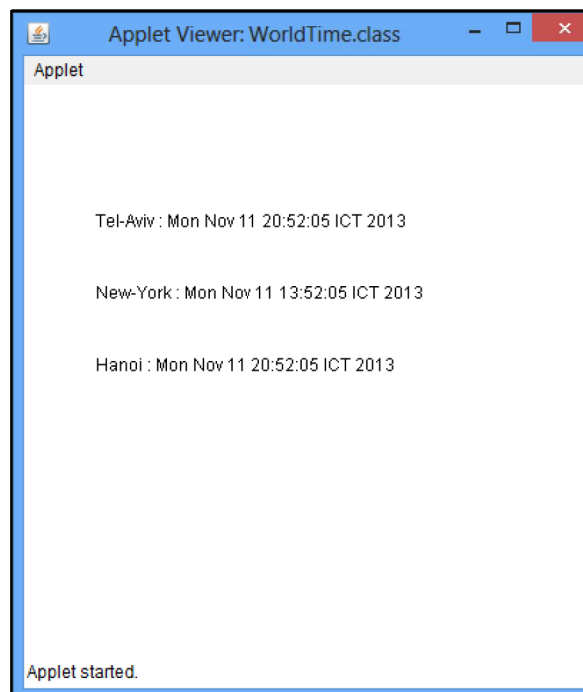 Applet Viewer: WorldTime.class
Applet
Tel-Aviv : Mon Nov 11 20:52:05 ICT 2013
New-York : Mon Nov 11 13:52:05 ICT 2013
Hanoi : Mon Nov 11 20:52:05 ICT 2013
Applet started.